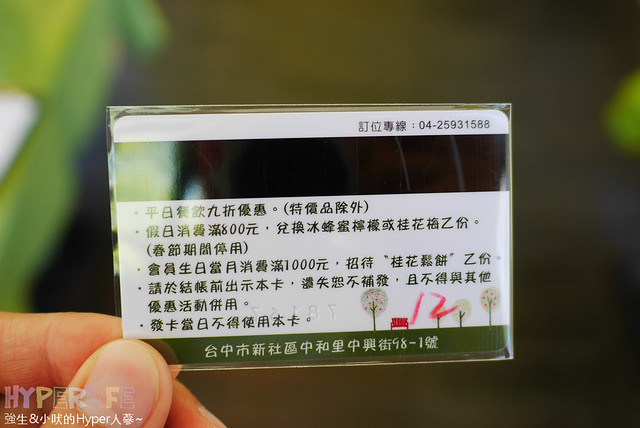 訂位專線：04-25931588
・平日餐飲九折優惠。(特價品除外)
・假日消費滿800元，兌換冰蜂蜜檸檬或桂花梅乙份。
(春節期間停用)
・會員生日當月消費滿1000元，招待〝桂花鬆餅〞乙份。
・請於結帳前出示本卡，遺失恕不補發，且不得與其他
優惠活動併用。
・發卡當日不得使用本卡。
12
台中市新社區中和里中興街98-1號
HYPER LIFE
強生&小吠的Hyper人蔘~